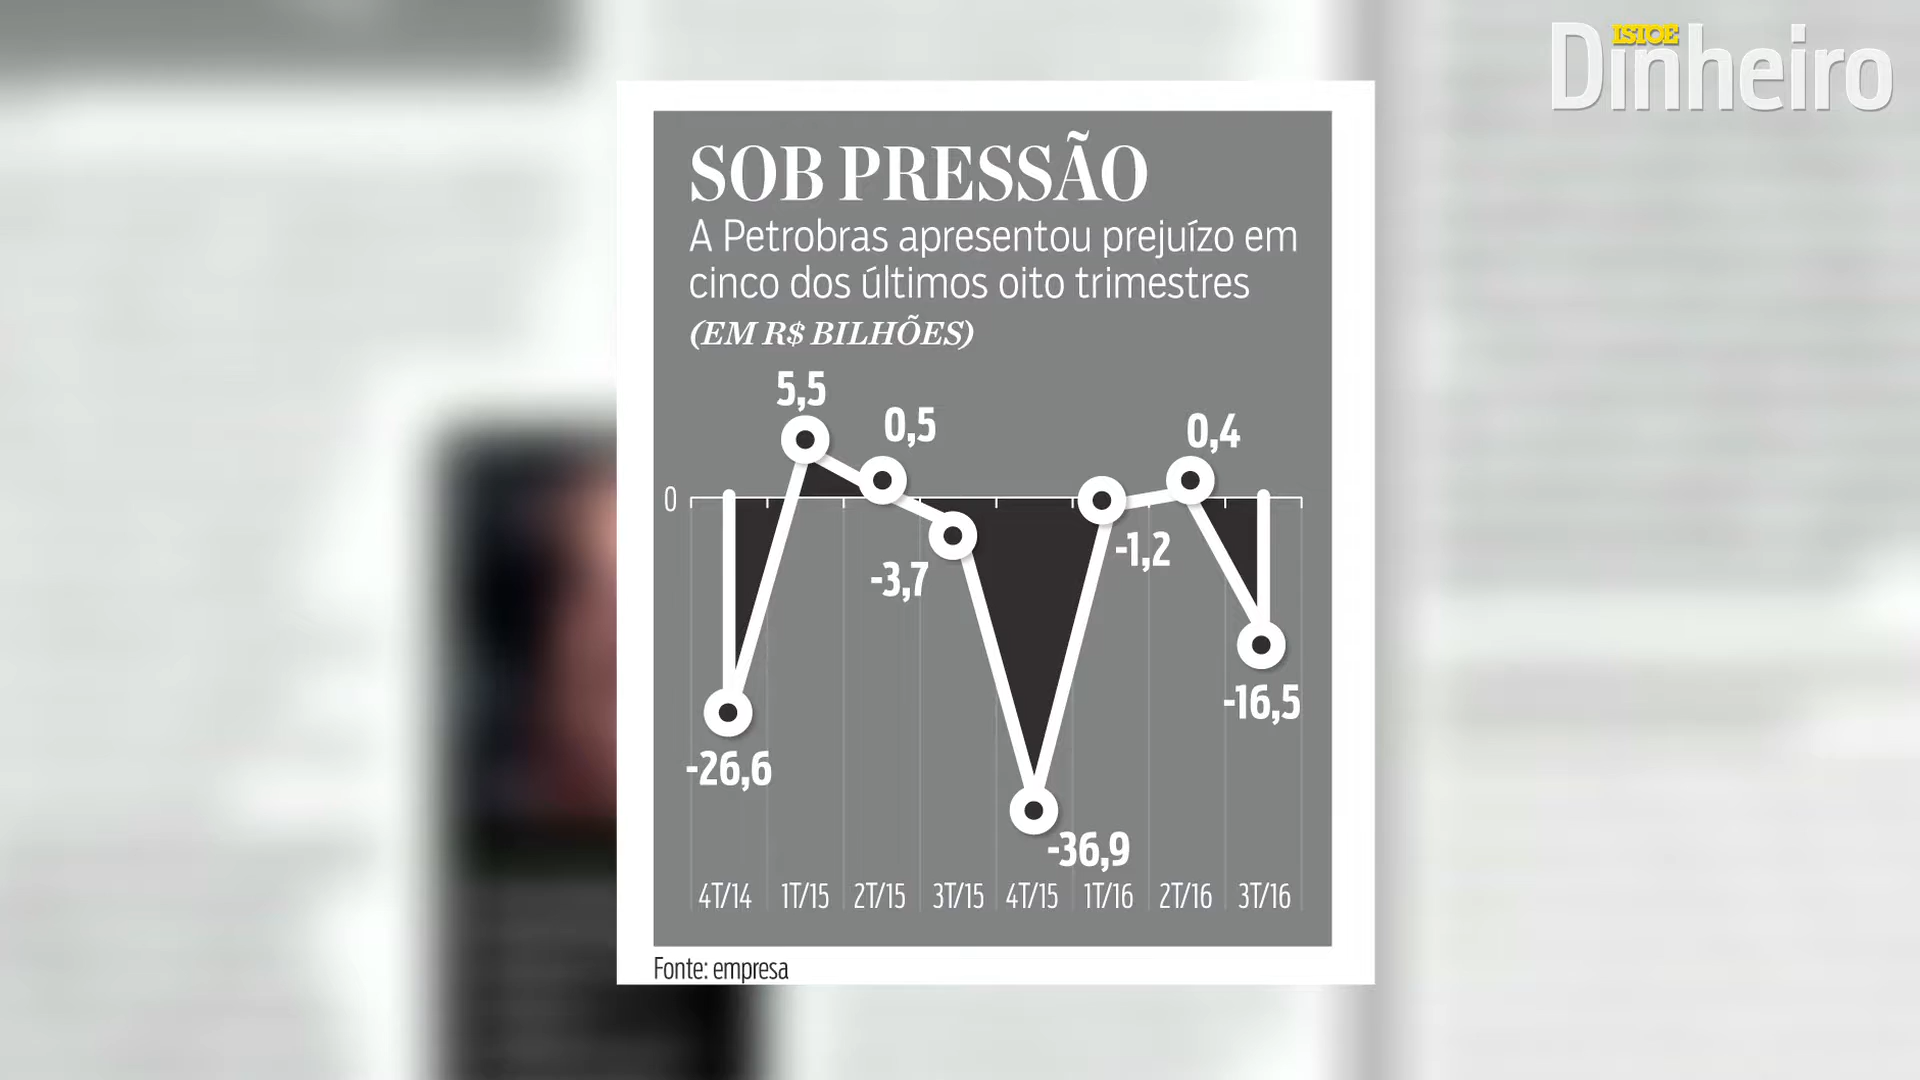 ISTOÉ
Dinheiro
SOB PRESSÃO
A Petrobras apresentou prejuízo em
cinco dos últimos oito trimestres
(EM R$ BILHÕES)
5,5
0,5
0,4
0
-1,2
-3,7
-16,5
-26,6
-36,9
4T/14 1T/15 2T/15 3T/15 4T/15 1T/16 2T/16 3T/16
Fonte: empresa